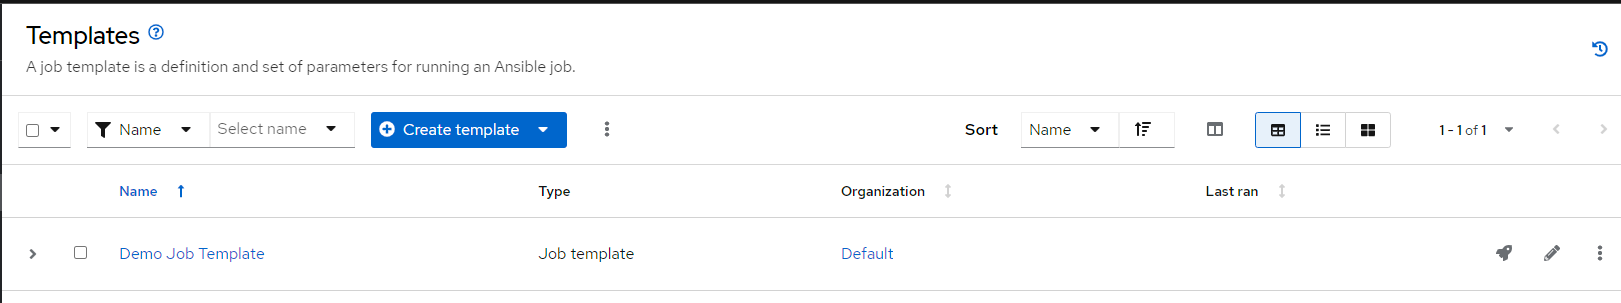 Templates
A job template is a definition and set of parameters for running an Ansible job.
Name Select name Create template Sort Name 1 - 1 of 1
Name Type Organization Last ran
Demo Job Template Job template Default